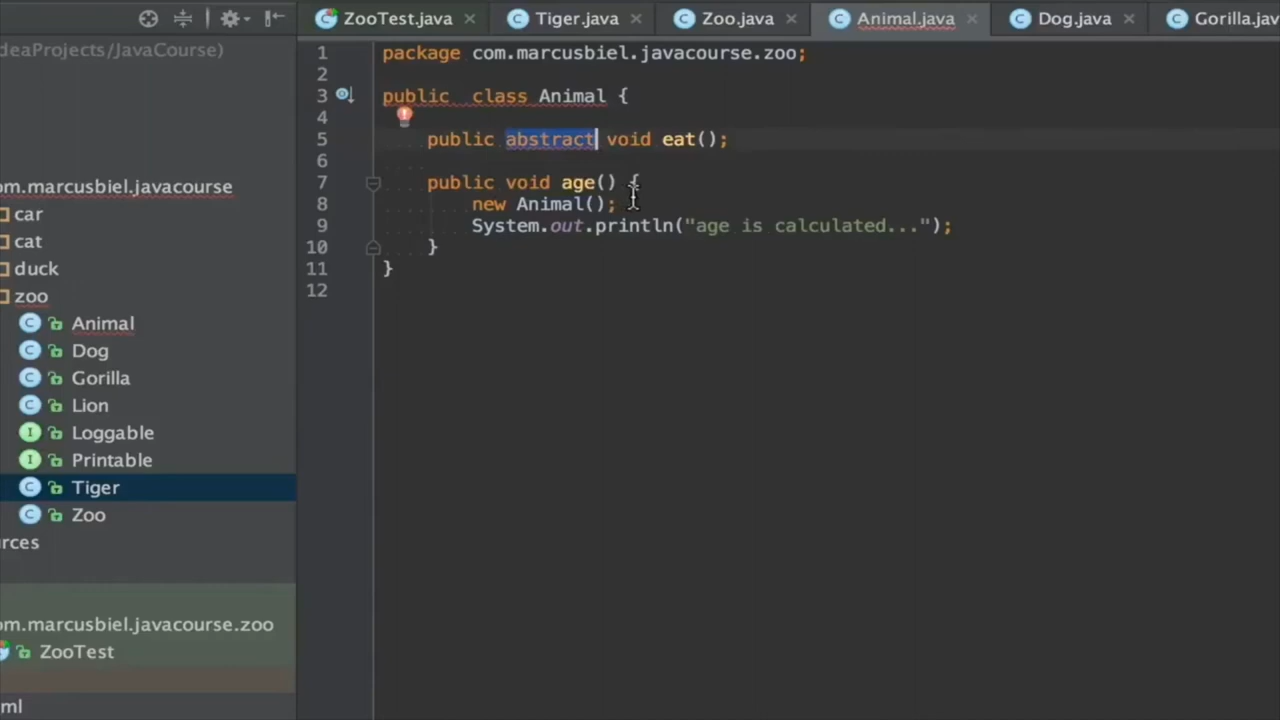 ZooTest.java Tiger.java Zoo.java Animal.java Dog.java Gorilla.jav
deaProjects/JavaCourse)
om.marcusbiel.javacourse
car
cat
duck
zoo
Animal
Dog
Gorilla
Lion
Loggable
Printable
Tiger
Zoo
rces
om.marcusbiel.javacourse.zoo
ZooTest
ml
1 package com.marcusbiel.javacourse.zoo;
2
3 public  class Animal {
4
5 public abstract void eat();
6
7 public void age() {
8 new Animal();
9 System.out.println("age is calculated...");
10 }
11 }
12